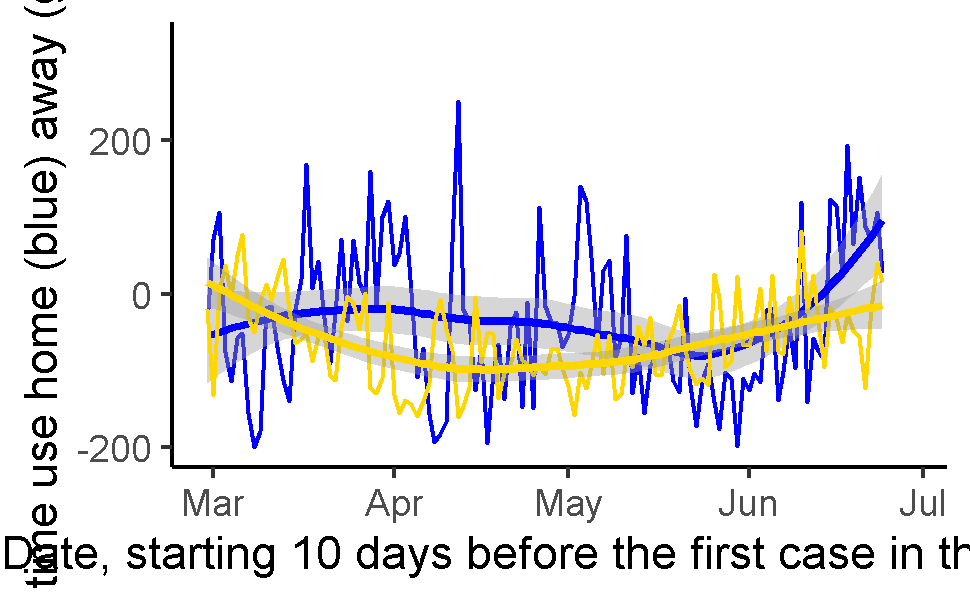 time use home (blue) away (
200
0
-200
Mar Apr May Jun Jul
Date, starting 10 days before the first case in th